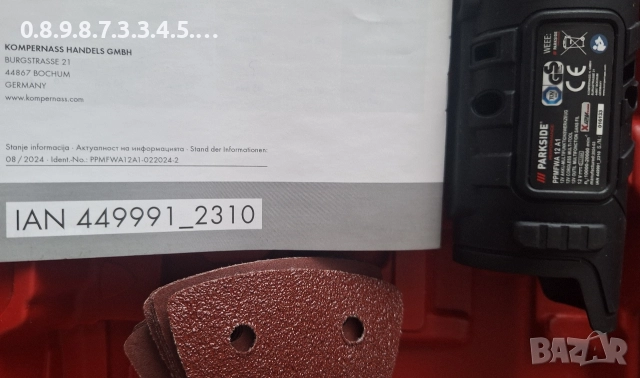 0.8.9.8.7.3.3.4.5....
KOMPERNASS HANDELS GMBH
BURGSTRASSE 21
44867 BOCHUM
GERMANY
www.kompernass.com
Stanje informacija · Актуалност на информацията · Stand der Informationen:
08 / 2024 · Ident.-No.: PPMFWA12A1-022024-2
IAN 449991_2310
WEEE:
PARKSIDE
PERFORMANCE
PPMFWA 12 A1
BAZAR